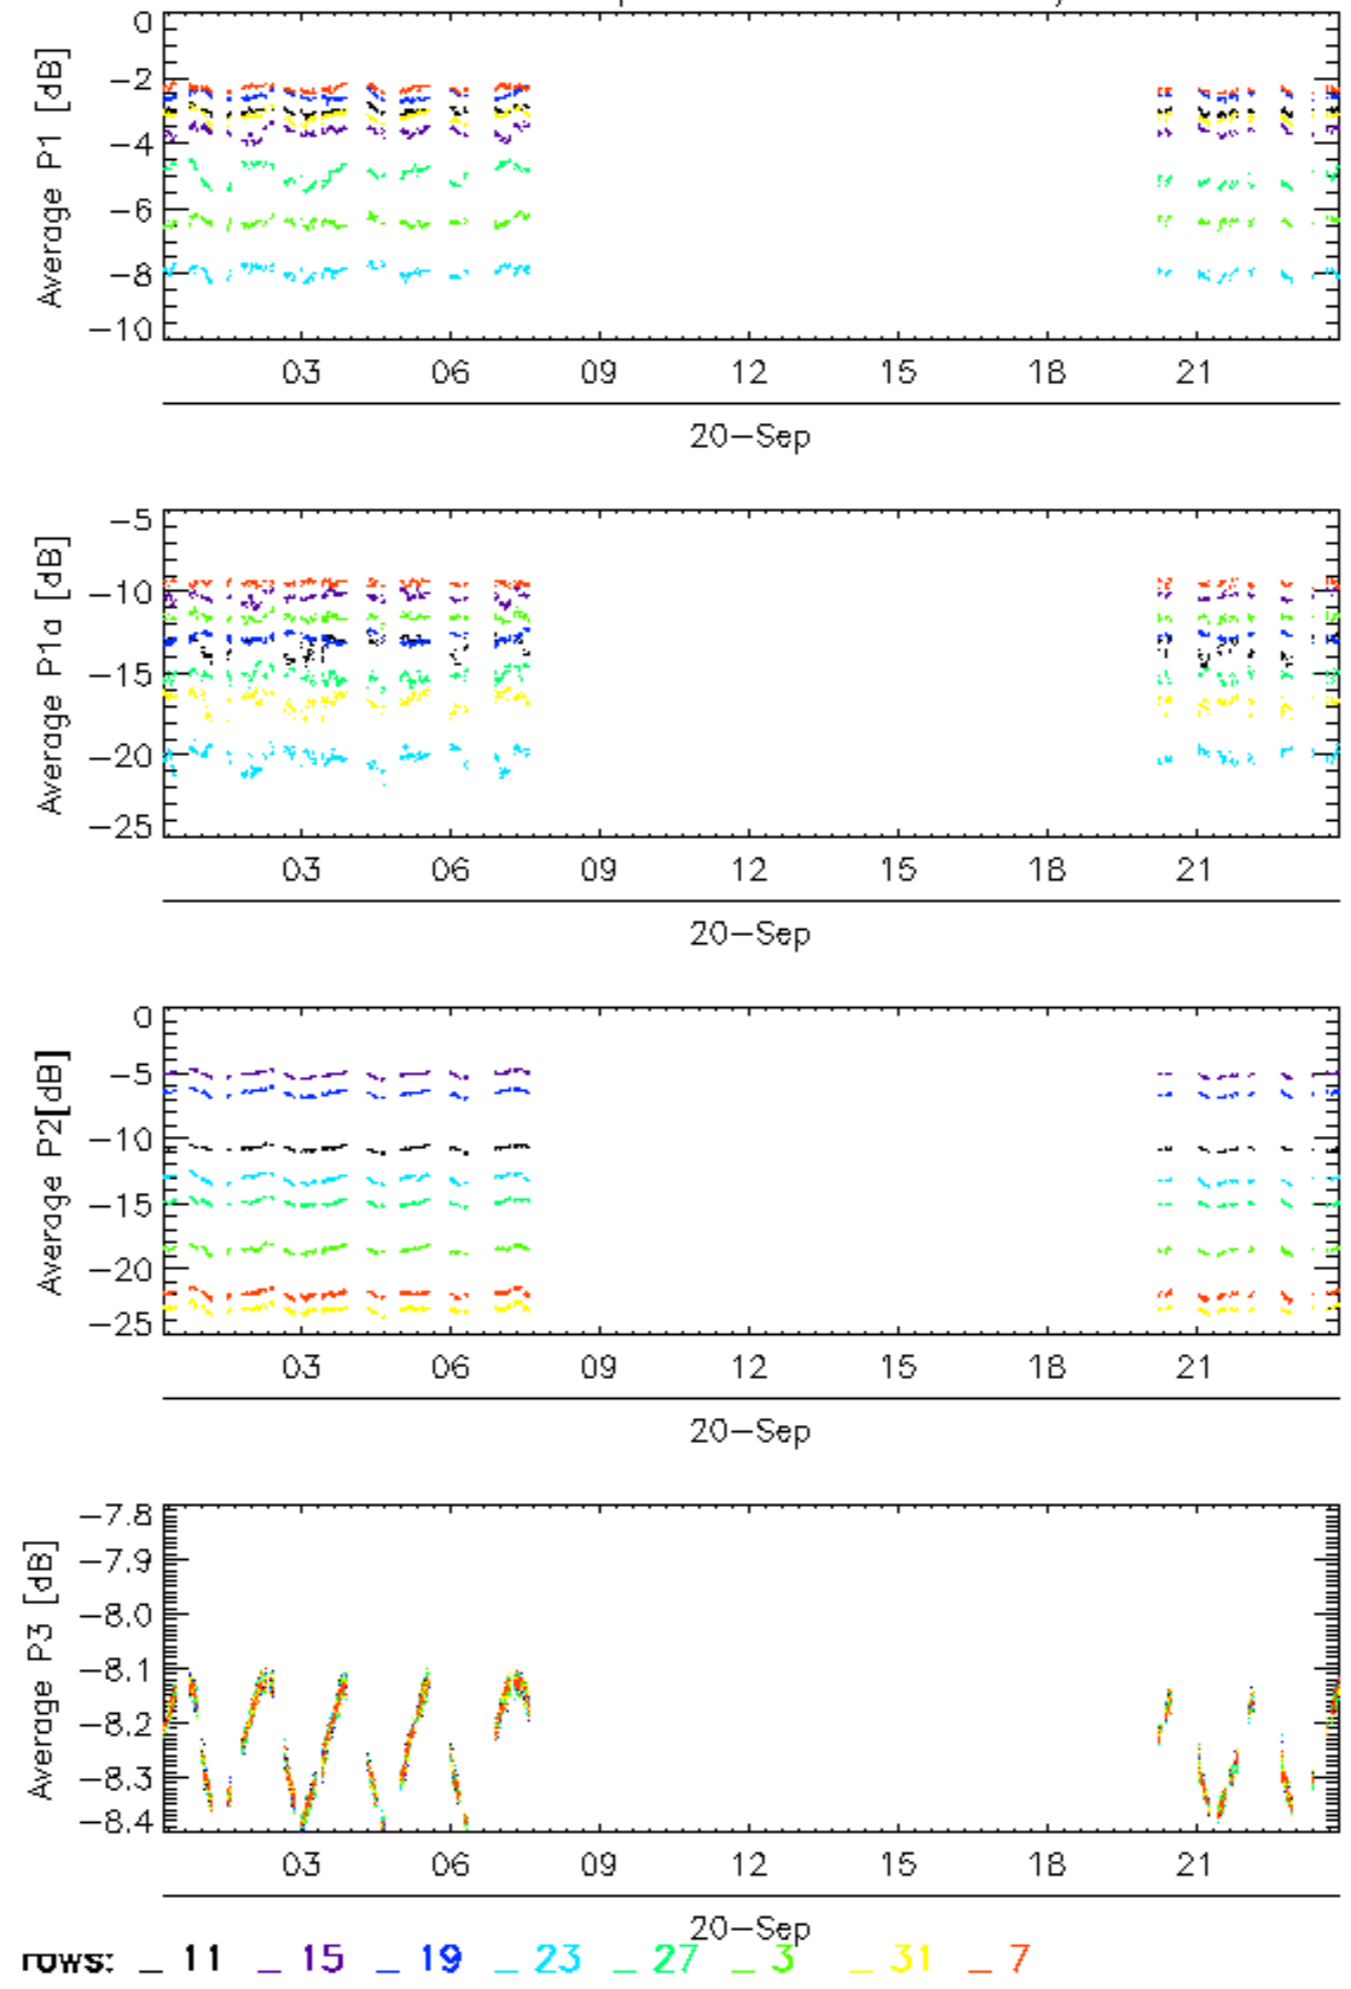 0
−2
−4
−6
−8
−10
Average P1 [dB]
03 06 09 12 15 18 21
20−Sep
−5
−10
−15
−20
−25
Average P1a [dB]
03 06 09 12 15 18 21
20−Sep
0
−5
−10
−15
−20
−25
Average P2[dB]
03 06 09 12 15 18 21
20−Sep
−7.8
−7.9
−8.0
−8.1
−8.2
−8.3
−8.4
Average P3 [dB]
03 06 09 12 15 18 21
20−Sep
rows: _ 11 _ 15 _ 19 _ 23 _ 27 _ 3 _ 31 _ 7